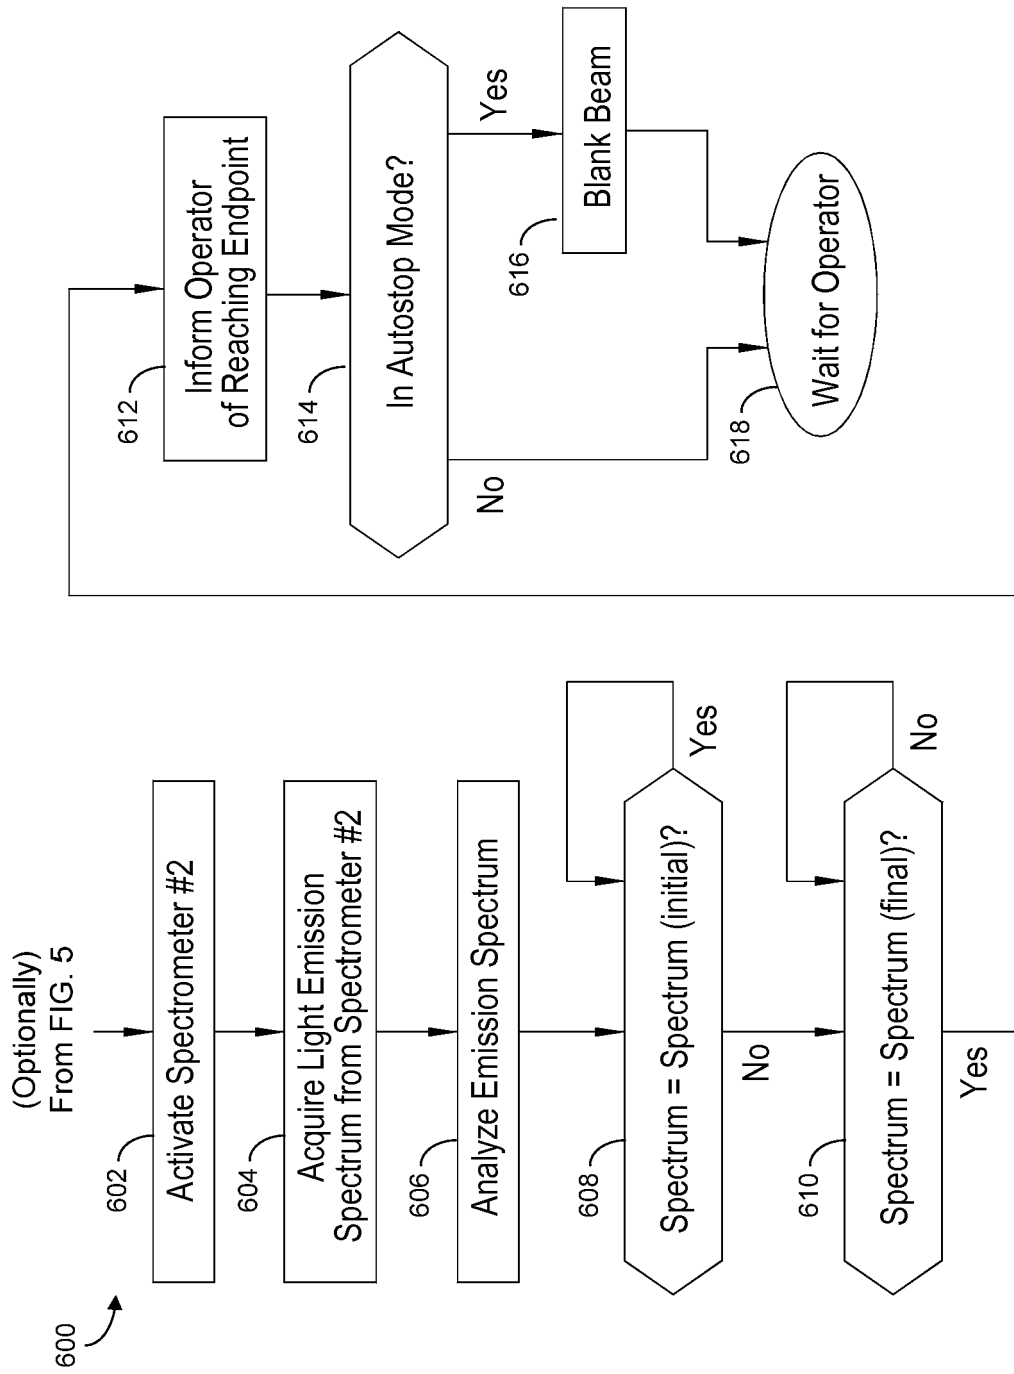 600
(Optionally)
From FIG. 5
602
Activate Spectrometer #2
604
Acquire Light Emission
Spectrum from Spectrometer #2
606
Analyze Emission Spectrum
608
Spectrum = Spectrum (initial)?
Yes
No
610
Spectrum = Spectrum (final)?
No
Yes
612
Inform Operator
of Reaching Endpoint
614
In Autostop Mode?
Yes
No
616
Blank Beam
618
Wait for Operator